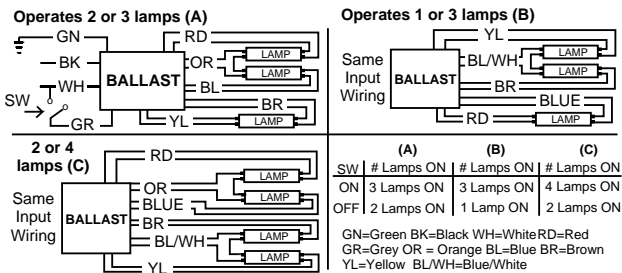 Operates 2 or 3 lamps (A)
GN
BK
WH
SW
GR
BALLAST
RD
OR
BL
BR
YL
LAMP
LAMP
LAMP
Operates 1 or 3 lamps (B)
Same
Input
Wiring
BALLAST
YL
BL/WH
BR
BLUE
RD
LAMP
LAMP
LAMP
2 or 4
lamps (C)
Same
Input
Wiring
BALLAST
RD
OR
BLUE
BR
BL/WH
YL
LAMP
LAMP
LAMP
LAMP
(A) (B) (C)
SW # Lamps ON # Lamps ON # Lamps ON
ON 3 Lamps ON 3 Lamps ON 4 Lamps ON
OFF 2 Lamps ON 1 Lamp ON 2 Lamps ON
GN=Green BK=Black WH=White RD=Red
GR=Grey OR = Orange BL=Blue BR=Brown
YL=Yellow BL/WH=Blue/White